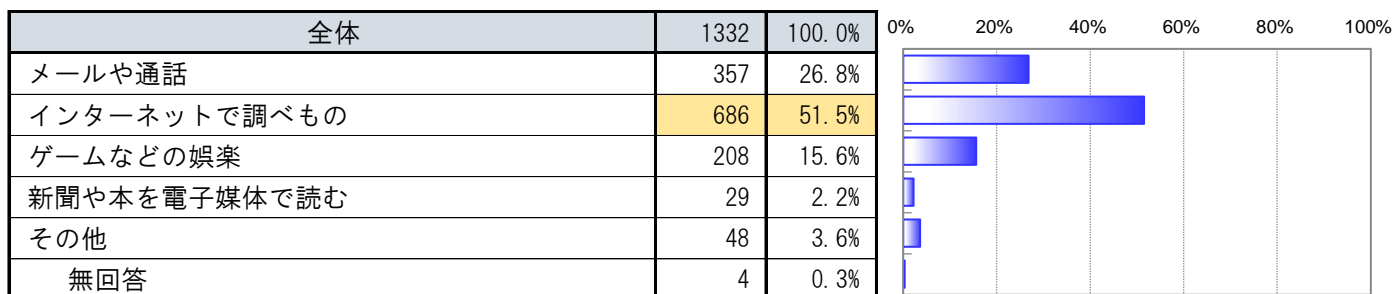 全体 1332 100.0%
0% 20% 40% 60% 80% 100%
メールや通話 357 26.8%
インターネットで調べもの 686 51.5%
ゲームなどの娯楽 208 15.6%
新聞や本を電子媒体で読む 29 2.2%
その他 48 3.6%
無回答 4 0.3%